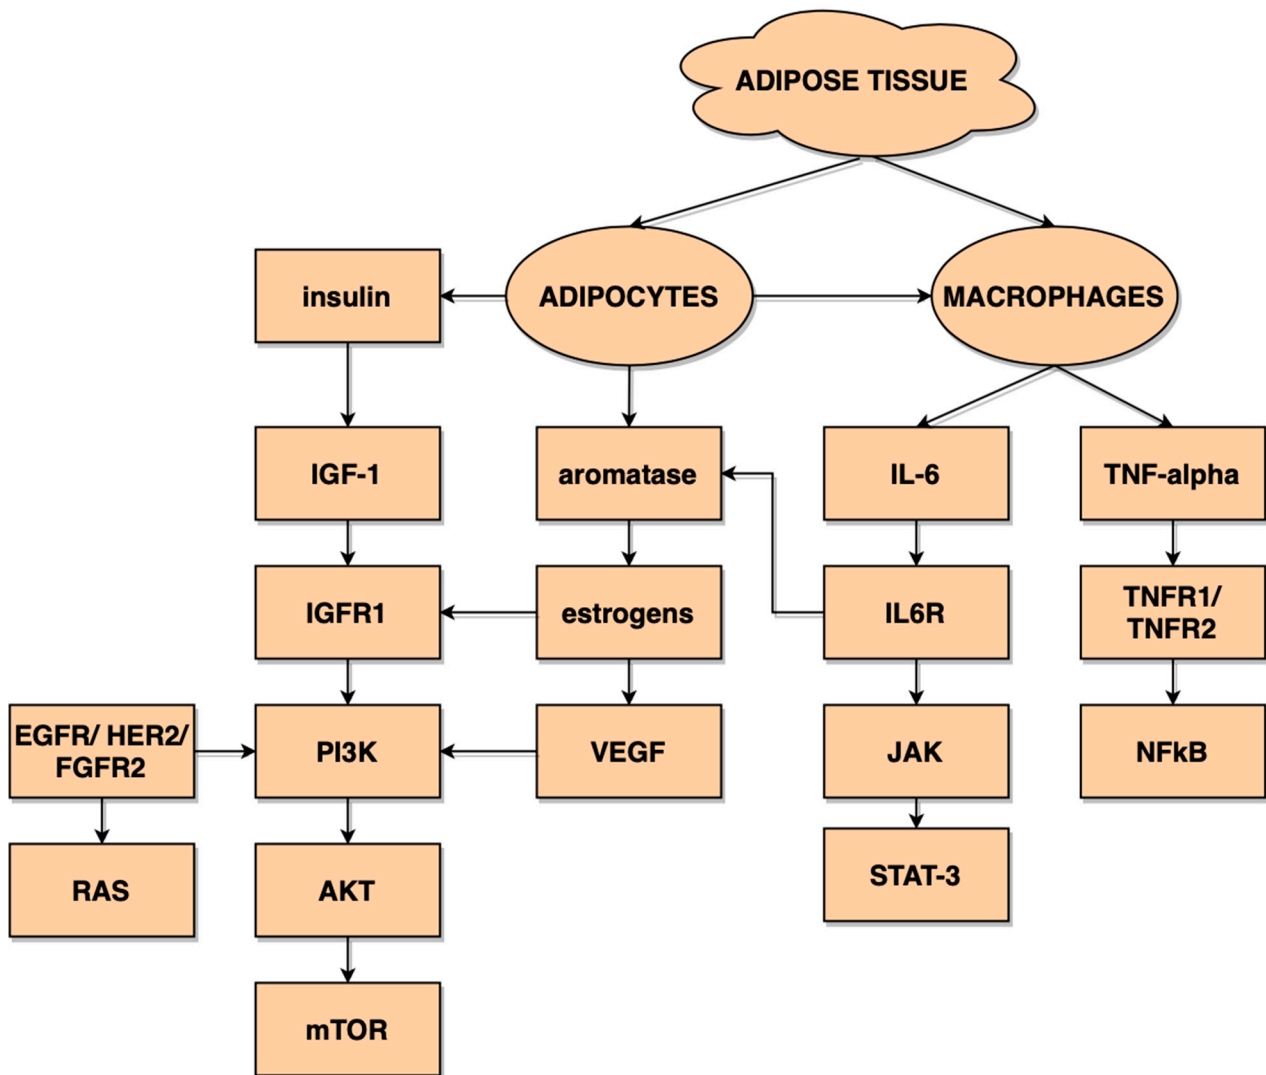 ADIPOSE TISSUE
insulin
ADIPOCYTES
MACROPHAGES
IGF-1
aromatase
IL-6
TNF-alpha
IGFR1
estrogens
IL6R
TNFR1/
TNFR2
EGFR/ HER2/
FGFR2
PI3K
VEGF
JAK
NFkB
RAS
AKT
STAT-3
mTOR